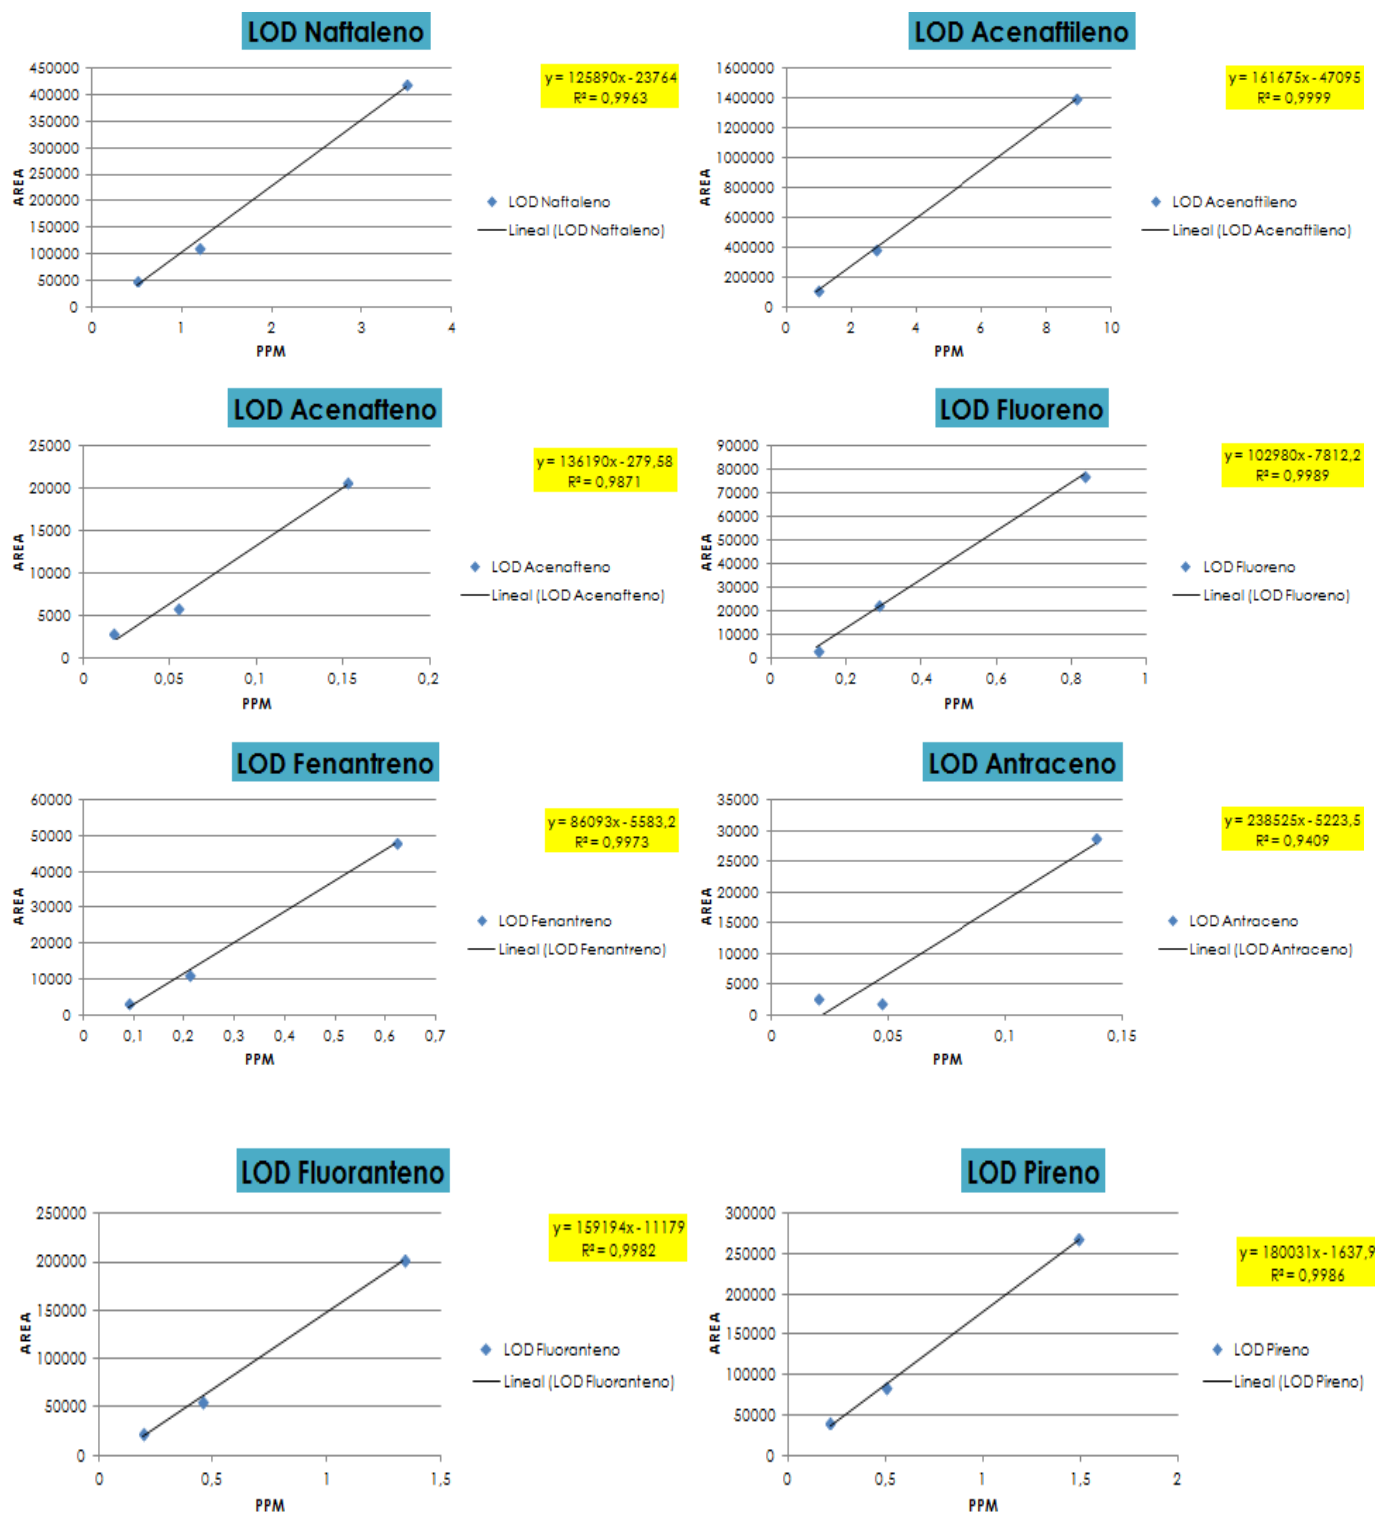 LOD Naftaleno
450000
400000
350000
300000
250000
200000
150000
100000
50000
0
AREA
0 1 2 3 4
PPM
y = 125890x - 23764
R² = 0,9963
LOD Naftaleno
Lineal (LOD Naftaleno)
LOD Acenaftileno
1600000
1400000
1200000
1000000
800000
600000
400000
200000
0
AREA
0 2 4 6 8 10
PPM
y = 161675x - 47095
R² = 0,9999
LOD Acenaftileno
Lineal (LOD Acenaftileno)
LOD Acenafteno
25000
20000
15000
10000
5000
0
AREA
0 0,05 0,1 0,15 0,2
PPM
y = 136190x - 279,58
R² = 0,9871
LOD Acenafteno
Lineal (LOD Acenafteno)
LOD Fluoreno
90000
80000
70000
60000
50000
40000
30000
20000
10000
0
AREA
0 0,2 0,4 0,6 0,8 1
PPM
y = 102980x - 7812,2
R² = 0,9989
LOD Fluoreno
Lineal (LOD Fluoreno)
LOD Fenantreno
60000
50000
40000
30000
20000
10000
0
AREA
0 0,1 0,2 0,3 0,4 0,5 0,6 0,7
PPM
y = 86093x - 5583,2
R² = 0,9973
LOD Fenantreno
Lineal (LOD Fenantreno)
LOD Antraceno
35000
30000
25000
20000
15000
10000
5000
0
AREA
0 0,05 0,1 0,15
PPM
y = 238525x - 5223,5
R² = 0,9409
LOD Antraceno
Lineal (LOD Antraceno)
LOD Fluoranteno
250000
200000
150000
100000
50000
0
AREA
0 0,5 1 1,5
PPM
y = 159194x - 11179
R² = 0,9982
LOD Fluoranteno
Lineal (LOD Fluoranteno)
LOD Pireno
300000
250000
200000
150000
100000
50000
0
AREA
0 0,5 1 1,5 2
PPM
y = 180031x - 1637,9
R² = 0,9986
LOD Pireno
Lineal (LOD Pireno)